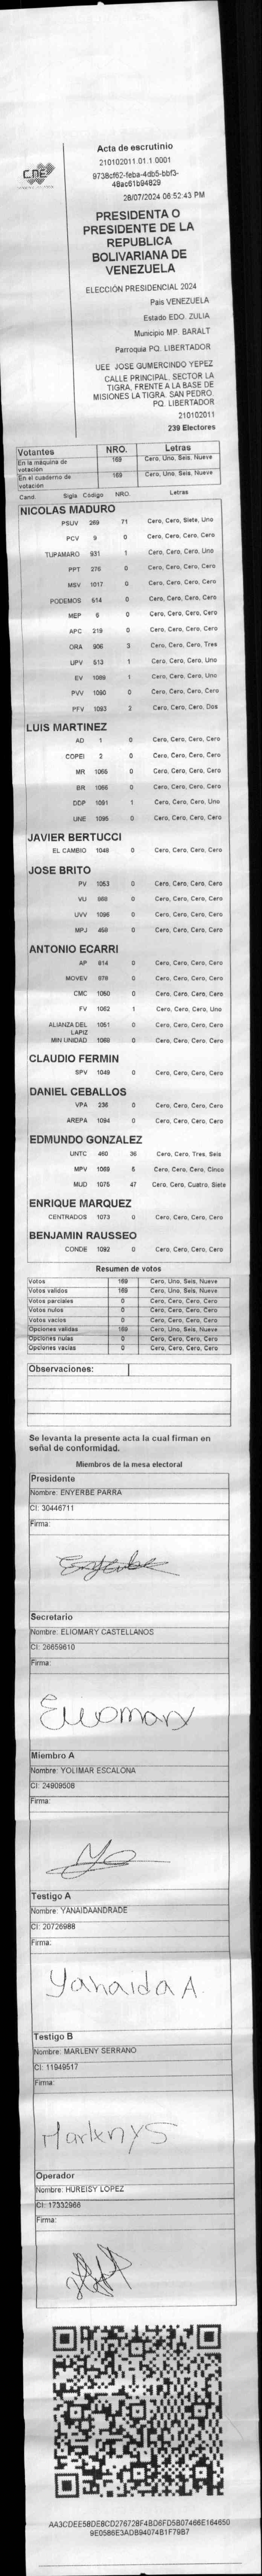 CNE
Acta de escrutinio
210102011.01.1.0001
9738cf62-feba-4db5-bbf3-
48ac61b94829
28/07/2024 06:52:43 PM
PRESIDENTA O
PRESIDENTE DE LA
REPUBLICA
BOLIVARIANA DE
VENEZUELA
ELECCIÓN PRESIDENCIAL 2024
País VENEZUELA
Estado EDO. ZULIA
Municipio MP. BARALT
Parroquia PQ. LIBERTADOR
UEE JOSE GUMERCINDO YEPEZ
CALLE PRINCIPAL, SECTOR LA
TIGRA, FRENTE A LA BASE DE
MISIONES LA TIGRA. SAN PEDRO.
PQ. LIBERTADOR
210102011
239 Electores
Votantes NRO. Letras
En la máquina de votación 169 Cero, Uno, Seis, Nueve
En el cuaderno de votación 169 Cero, Uno, Seis, Nueve
Cand. Sigla Código NRO. Letras
NICOLAS MADURO
PSUV 269 71 Cero, Cero, Siete, Uno
PCV 9 0 Cero, Cero, Cero, Cero
TUPAMARO 931 1 Cero, Cero, Cero, Uno
PPT 276 0 Cero, Cero, Cero, Cero
MSV 1017 0 Cero, Cero, Cero, Cero
PODEMOS 614 0 Cero, Cero, Cero, Cero
MEP 6 0 Cero, Cero, Cero, Cero
APC 219 0 Cero, Cero, Cero, Cero
ORA 906 3 Cero, Cero, Cero, Tres
UPV 613 1 Cero, Cero, Cero, Uno
EV 1089 1 Cero, Cero, Cero, Uno
PVV 1090 0 Cero, Cero, Cero, Cero
PFV 1093 2 Cero, Cero, Cero, Dos
LUIS MARTINEZ
AD 1 0 Cero, Cero, Cero, Cero
COPEI 2 0 Cero, Cero, Cero, Cero
MR 1065 0 Cero, Cero, Cero, Cero
BR 1066 0 Cero, Cero, Cero, Cero
DDP 1091 1 Cero, Cero, Cero, Uno
UNE 1095 0 Cero, Cero, Cero, Cero
JAVIER BERTUCCI
EL CAMBIO 1048 0 Cero, Cero, Cero, Cero
JOSE BRITO
PV 1053 0 Cero, Cero, Cero, Cero
VU 968 0 Cero, Cero, Cero, Cero
UVV 1096 0 Cero, Cero, Cero, Cero
MPJ 458 0 Cero, Cero, Cero, Cero
ANTONIO ECARRI
AP 814 0 Cero, Cero, Cero, Cero
MOVEV 678 0 Cero, Cero, Cero, Cero
CMC 1050 0 Cero, Cero, Cero, Cero
FV 1062 1 Cero, Cero, Cero, Uno
ALIANZA DEL LAPIZ 1051 0 Cero, Cero, Cero, Cero
MIN UNIDAD 1069 0 Cero, Cero, Cero, Cero
CLAUDIO FERMIN
SPV 1049 0 Cero, Cero, Cero, Cero
DANIEL CEBALLOS
VPA 236 0 Cero, Cero, Cero, Cero
AREPA 1094 0 Cero, Cero, Cero, Cero
EDMUNDO GONZALEZ
UNTC 460 36 Cero, Cero, Tres, Seis
MPV 1069 5 Cero, Cero, Cero, Cinco
MUD 1075 47 Cero, Cero, Cuatro, Siete
ENRIQUE MARQUEZ
CENTRADOS 1073 0 Cero, Cero, Cero, Cero
BENJAMIN RAUSSEO
CONDE 1092 0 Cero, Cero, Cero, Cero
Resumen de votos
Votos 169 Cero, Uno, Seis, Nueve
Votos validos 169 Cero, Uno, Seis, Nueve
Votos parciales 0 Cero, Cero, Cero, Cero
Votos nulos 0 Cero, Cero, Cero, Cero
Votos vacios 0 Cero, Cero, Cero, Cero
Opciones validas 169 Cero, Uno, Seis, Nueve
Opciones nulas 0 Cero, Cero, Cero, Cero
Opciones vacias 0 Cero, Cero, Cero, Cero
Observaciones:
Se levanta la presente acta la cual firman en
señal de conformidad.
Miembros de la mesa electoral
Presidente
Nombre: ENYERBE PARRA
CI: 30446711
Firma:
Enyerbe
Secretario
Nombre: ELIOMARY CASTELLANOS
CI: 26659610
Firma:
Eliomary
Miembro A
Nombre: YOLIMAR ESCALONA
CI: 24909508
Firma:
Testigo A
Nombre: YANAIDAANDRADE
CI: 20726988
Firma:
Yanaida A.
Testigo B
Nombre: MARLENY SERRANO
CI: 11949517
Firma:
Marleny S
Operador
Nombre: HUREISY LOPEZ
CI: 17332966
Firma:
AA3CDEE58DE8CD276728F4BD6FD5B07466E164650
9E0586E3ADB94074B1F79B7